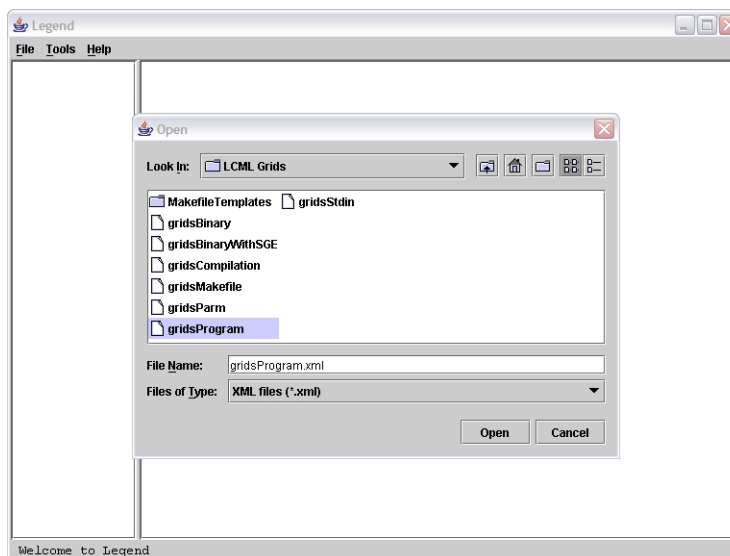 Legend
File Tools Help
Open
Look In: LCML Grids
MakefileTemplates gridsStdin
gridsBinary
gridsBinaryWithSGE
gridsCompilation
gridsMakefile
gridsParm
gridsProgram
File Name: gridsProgram.xml
Files of Type: XML files (*.xml)
Open Cancel
Welcome to Legend